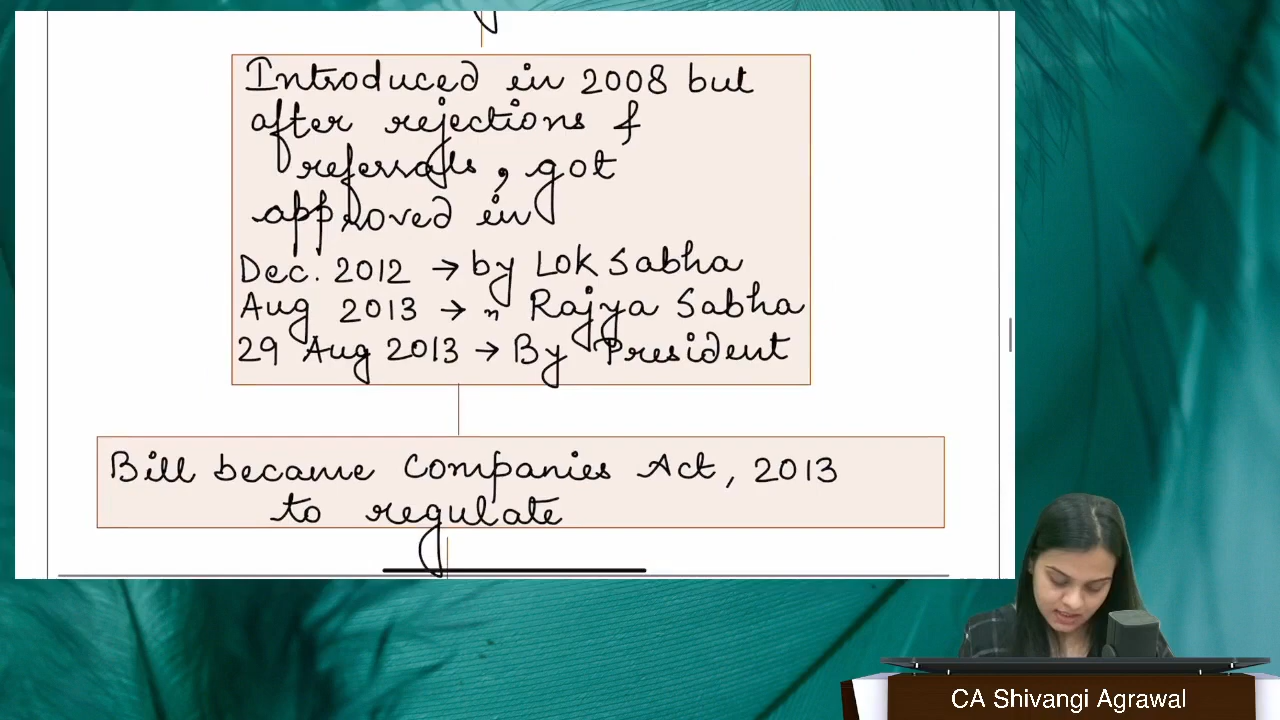 Introduced in 2008 but
after rejections &
referrals, got
approved in
Dec. 2012 → by Lok Sabha
Aug 2013 → " Rajya Sabha
29 Aug 2013 → By President
Bill became Companies Act, 2013
to regulate
CA Shivangi Agrawal